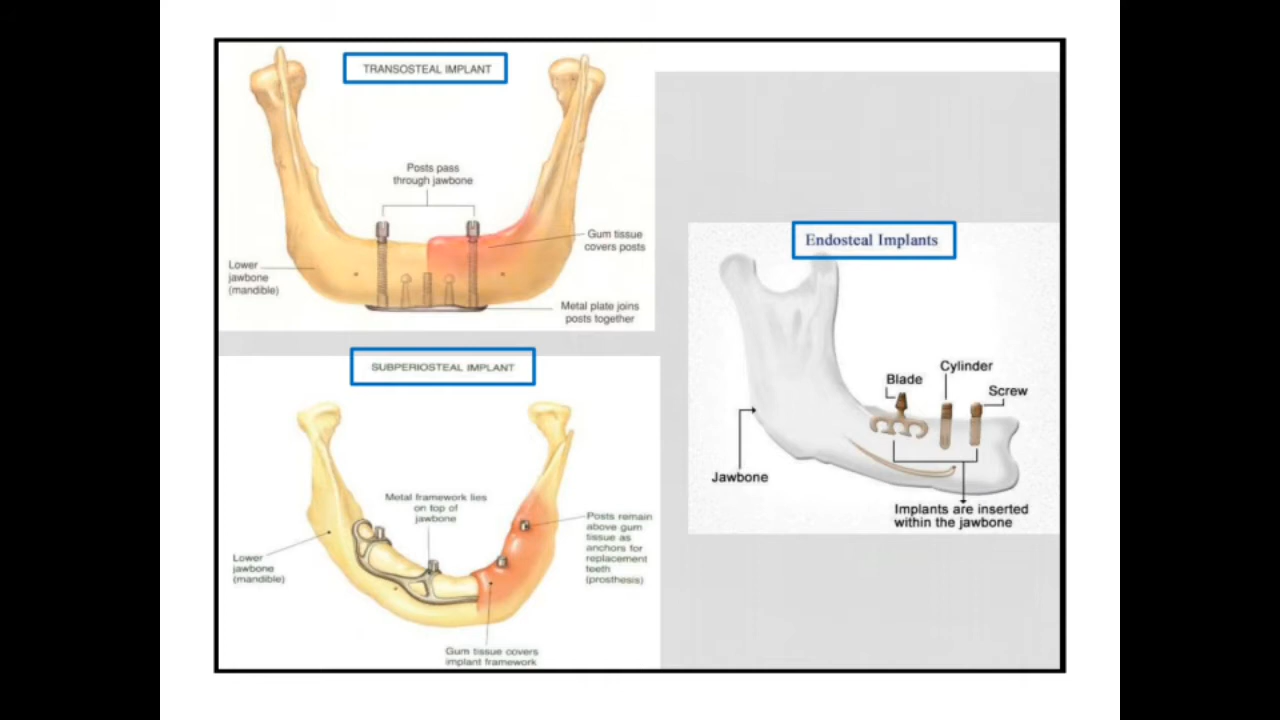 TRANSOSTEAL IMPLANT
Posts pass
through jawbone
Gum tissue
covers posts
Lower
jawbone
(mandible)
Metal plate joins
posts together
SUBPERIOSTEAL IMPLANT
Metal framework lies
on top of
jawbone
Posts remain
above gum
tissue as
anchors for
replacement
teeth
(prosthesis)
Lower
jawbone
(mandible)
Gum tissue covers
implant framework
Endosteal Implants
Cylinder
Blade
Screw
Jawbone
Implants are inserted
within the jawbone